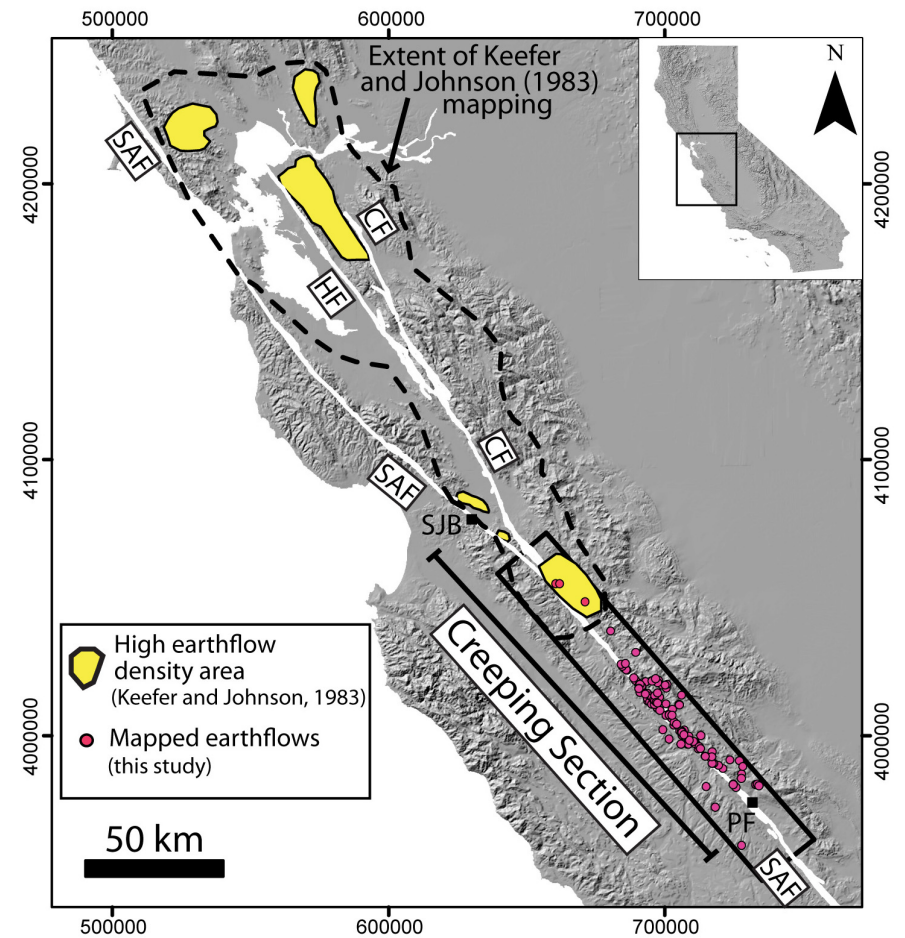 500000
600000
700000
Extent of Keefer
and Johnson (1983)
mapping
N
SAF
4200000
4200000
CF
HF
4100000
4100000
CF
SAF
SJB
Creeping Section
High earthflow
density area
(Keefer and Johnson, 1983)
Mapped earthflows
(this study)
4000000
4000000
PF
50 km
SAF
500000
600000
700000